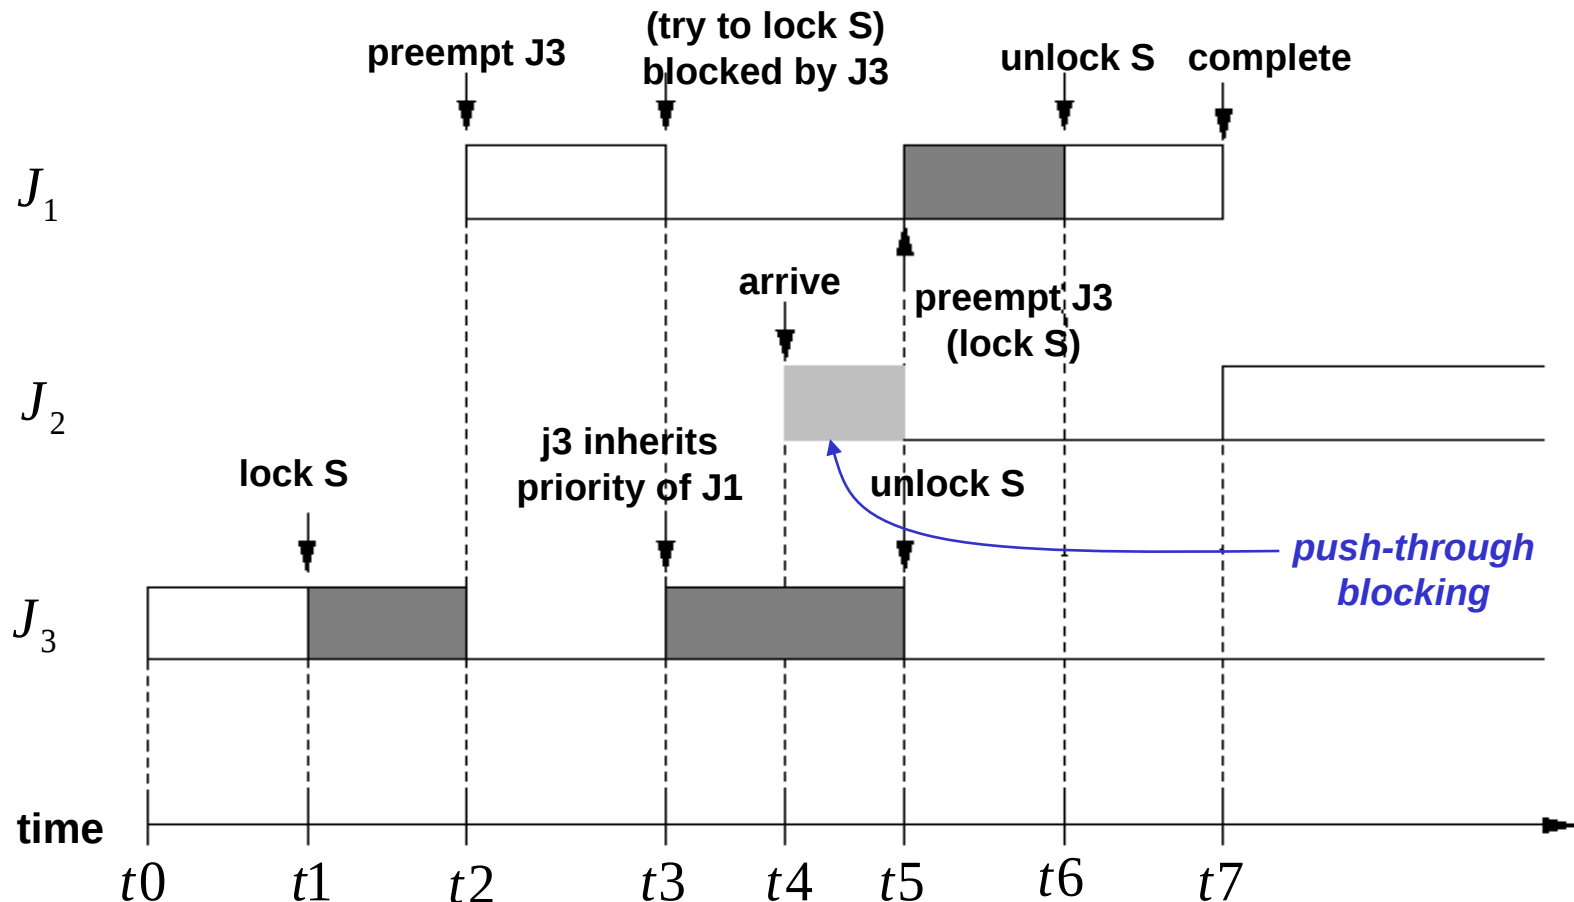 (try to lock S)
preempt J3
blocked by J3
unlock S
complete
J1
arrive
preempt J3
(lock S)
J2
j3 inherits
priority of J1
lock S
unlock S
push-through
blocking
J3
time
t0
t1
t2
t3
t4
t5
t6
t7